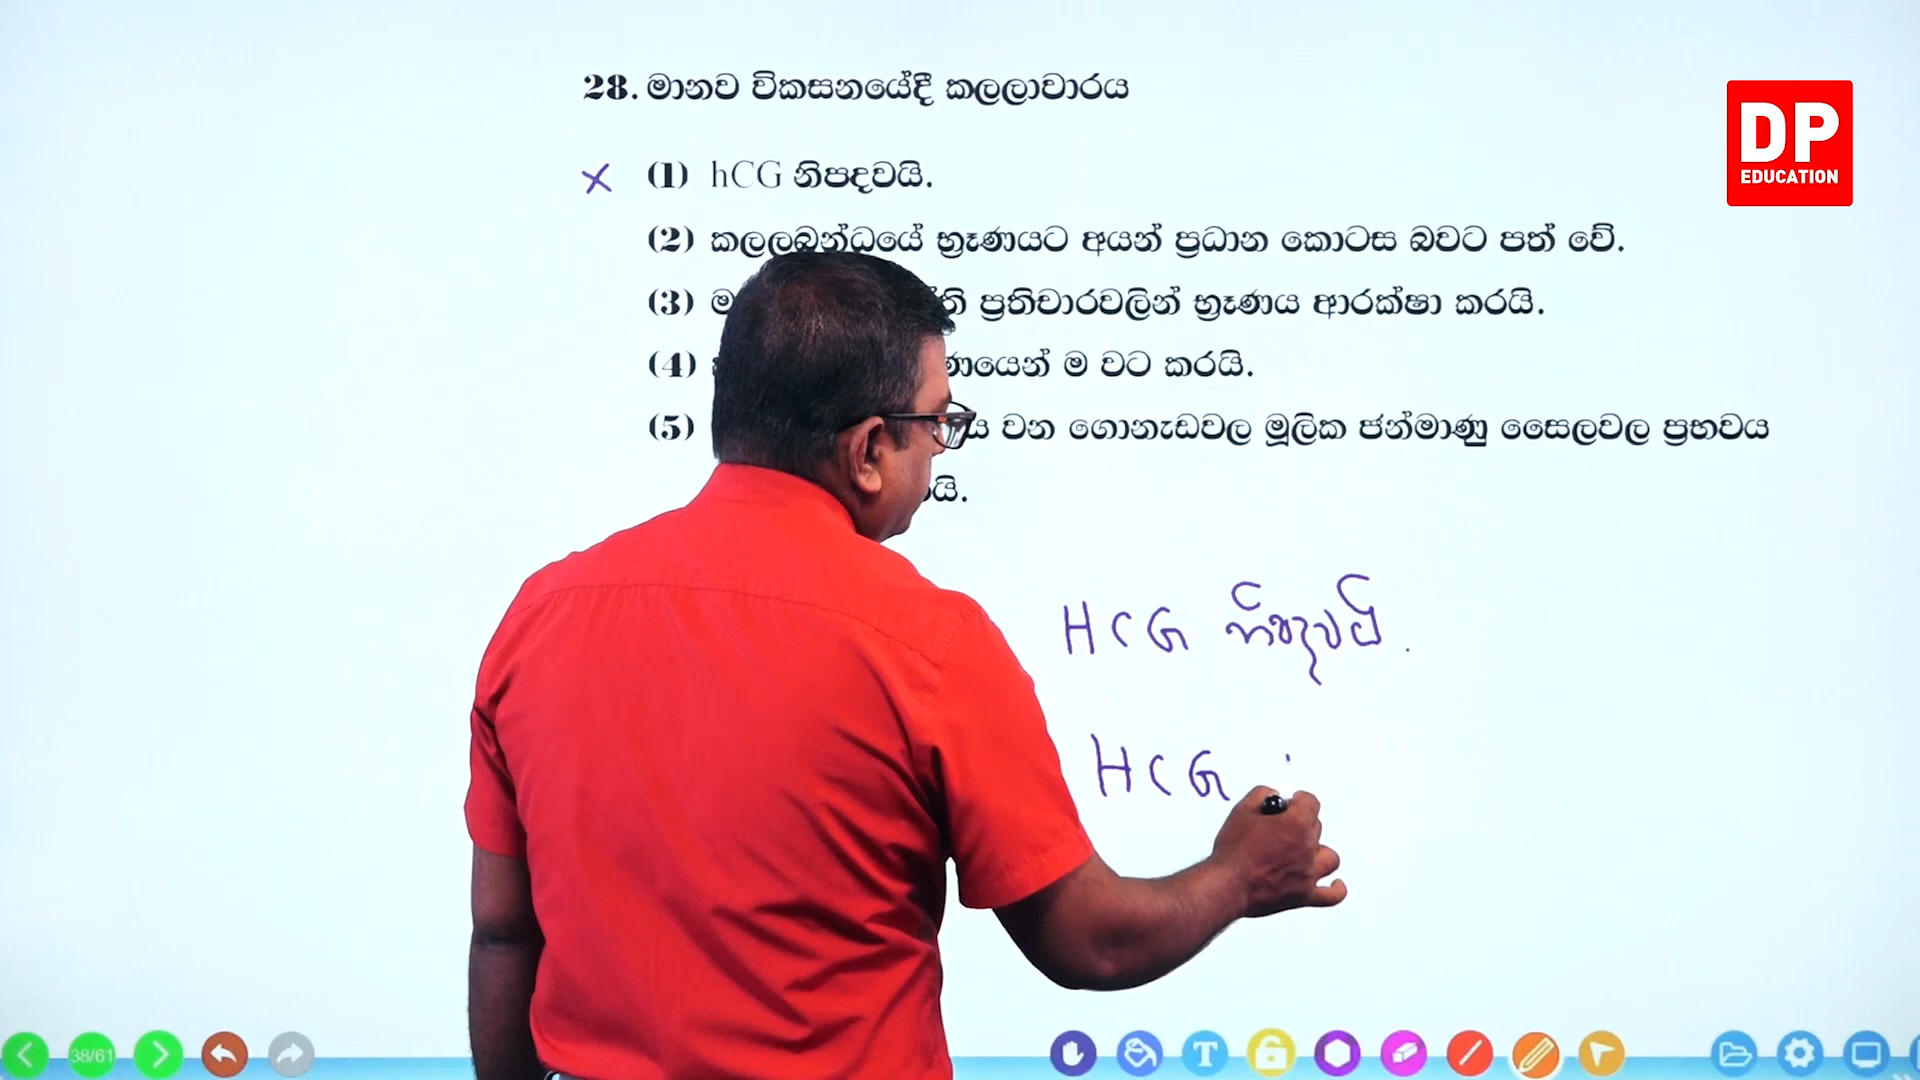 28. මානව විකසනයේදී කලලාවාරය
DP
EDUCATION
(1) hCG නිපදවයි.
(2) කලලබන්ධයේ භ්‍රෑණයට අයන් ප්‍රධාන කොටස බවට පත් වේ.
(3) ප්‍රතිචාරවලින් භ්‍රෑණය ආරක්ෂා කරයි.
(4) ම වට කරයි.
(5) වන ගොනැඩවල මූලික ජන්මාණු සෛලවල ප්‍රභවය
HCG නිපදවයි.
HCG
38/61